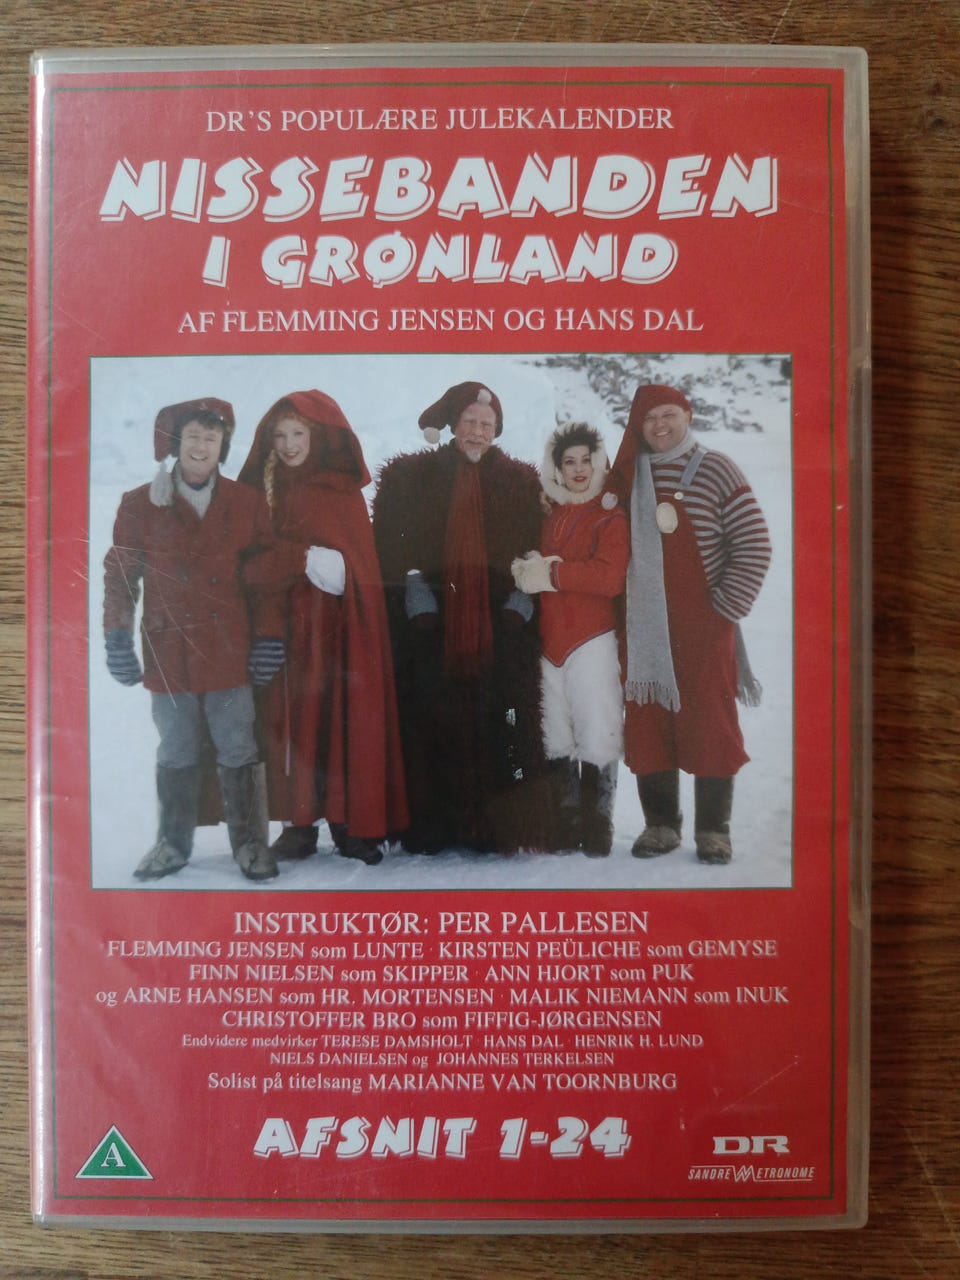 DR'S POPULÆRE JULEKALENDER
NISSEBANDEN
I GRØNLAND
AF FLEMMING JENSEN OG HANS DAL
INSTRUKTØR: PER PALLESEN
FLEMMING JENSEN som LUNTE · KIRSTEN PEÜLICHE som GEMYSE
FINN NIELSEN som SKIPPER · ANN HJORT som PUK
og ARNE HANSEN som HR. MORTENSEN · MALIK NIEMANN som INUK
CHRISTOFFER BRO som FIFFIG-JØRGENSEN
Endvidere medvirker TERESE DAMSHOLT · HANS DAL · HENRIK H. LUND
NIELS DANIELSEN og JOHANNES TERKELSEN
Solist på titelsang MARIANNE VAN TOORNBURG
AFSNIT 1-24
A
DR
SANDREW METRONOME